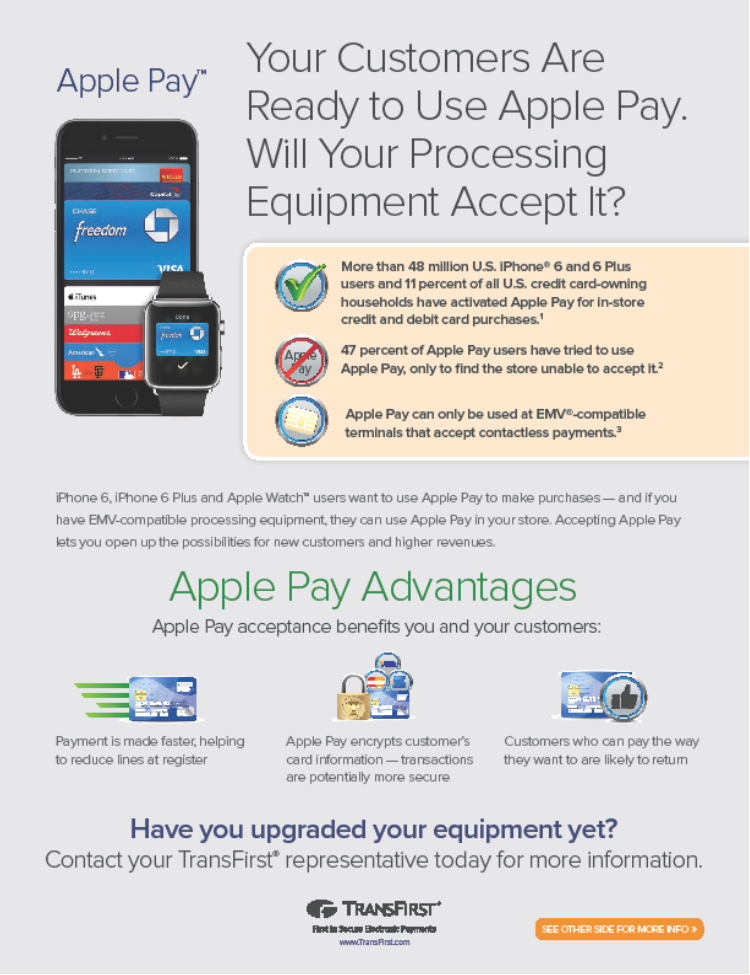 Apple Pay™
Your Customers Are
Ready to Use Apple Pay.
Will Your Processing
Equipment Accept It?
CHASE
freedom
VISA
iTunes
spg
Walgreens
American
More than 48 million U.S. iPhone® 6 and 6 Plus
users and 11 percent of all U.S. credit card-owning
households have activated Apple Pay for in-store
credit and debit card purchases.¹
Apple
Pay
47 percent of Apple Pay users have tried to use
Apple Pay, only to find the store unable to accept it.²
Apple Pay can only be used at EMV®-compatible
terminals that accept contactless payments.³
iPhone 6, iPhone 6 Plus and Apple Watch™ users want to use Apple Pay to make purchases — and if you
have EMV-compatible processing equipment, they can use Apple Pay in your store. Accepting Apple Pay
lets you open up the possibilities for new customers and higher revenues.
Apple Pay Advantages
Apple Pay acceptance benefits you and your customers:
Payment is made faster, helping
to reduce lines at register
Apple Pay encrypts customer's
card information — transactions
are potentially more secure
Customers who can pay the way
they want to are likely to return
Have you upgraded your equipment yet?
Contact your TransFirst® representative today for more information.
TRANSFIRST®
First in Secure Electronic Payments
www.TransFirst.com
SEE OTHER SIDE FOR MORE INFO »